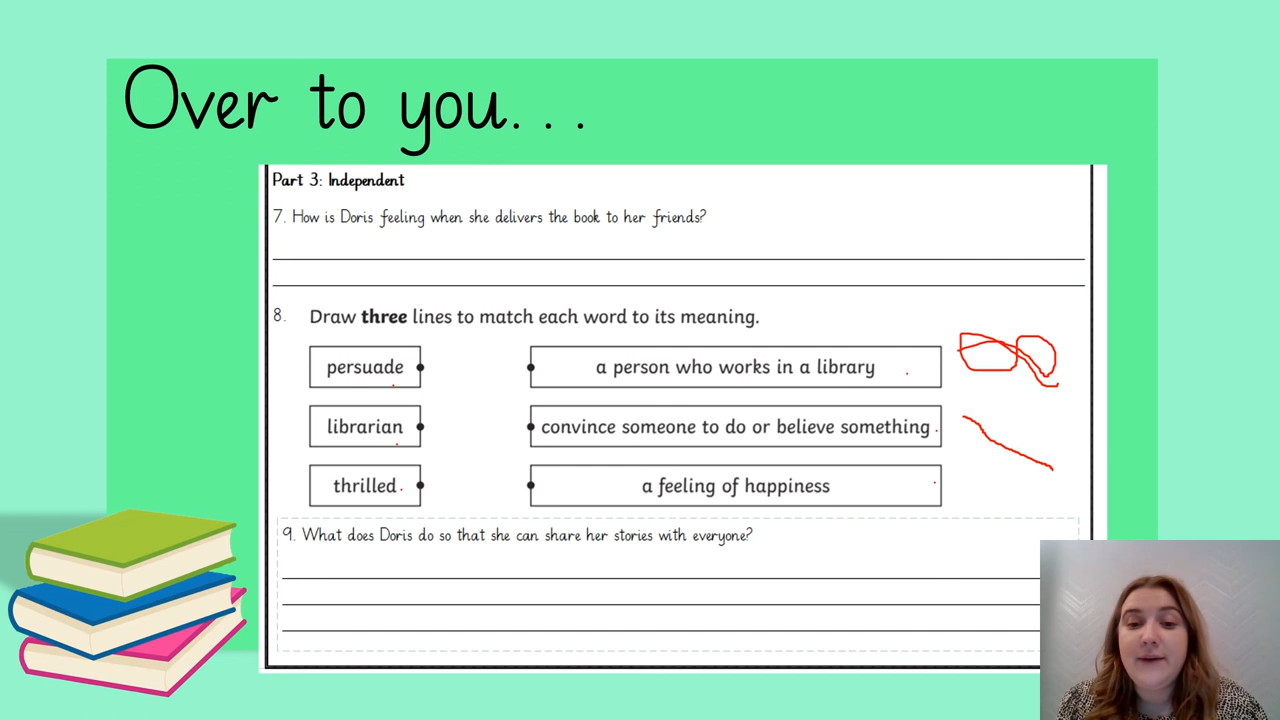 Over to you...
Part 3: Independent
7. How is Doris feeling when she delivers the book to her friends?
8. Draw three lines to match each word to its meaning.
persuade a person who works in a library
librarian convince someone to do or believe something
thrilled a feeling of happiness
9. What does Doris do so that she can share her stories with everyone?